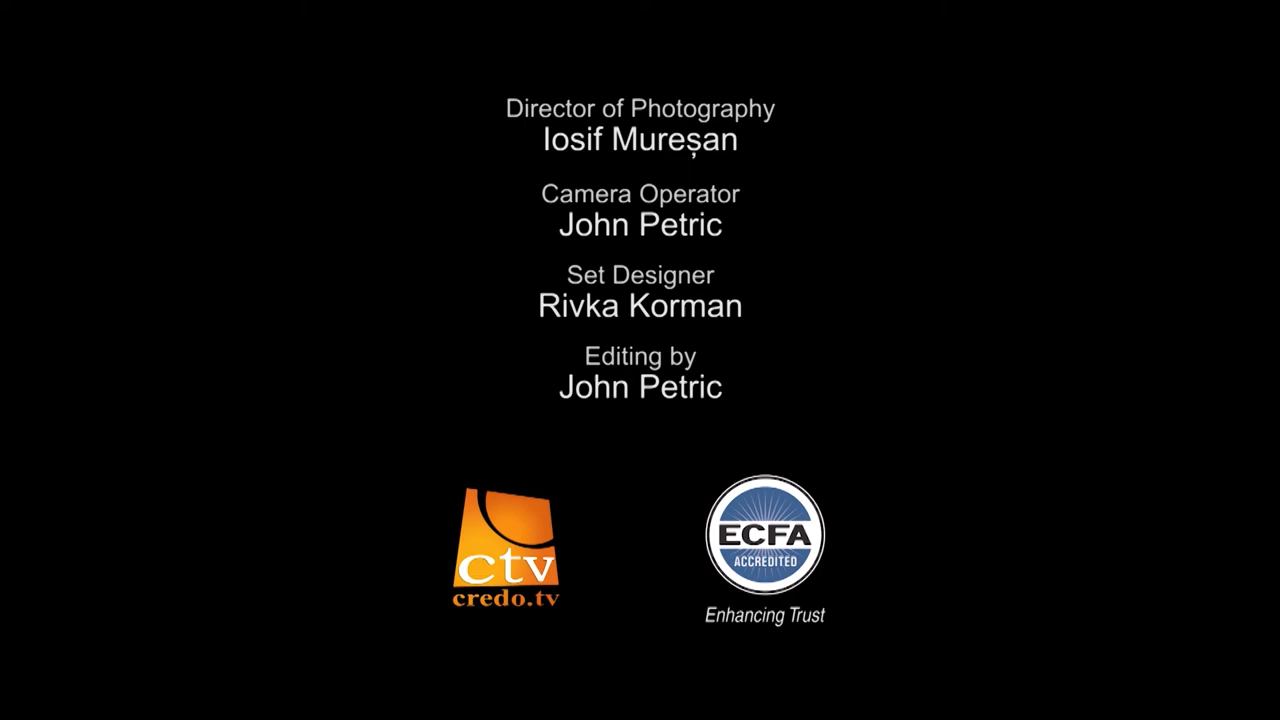 Director of Photography
Iosif Mureșan
Camera Operator
John Petric
Set Designer
Rivka Korman
Editing by
John Petric
ctv
credo.tv
ECFA
ACCREDITED
Enhancing Trust